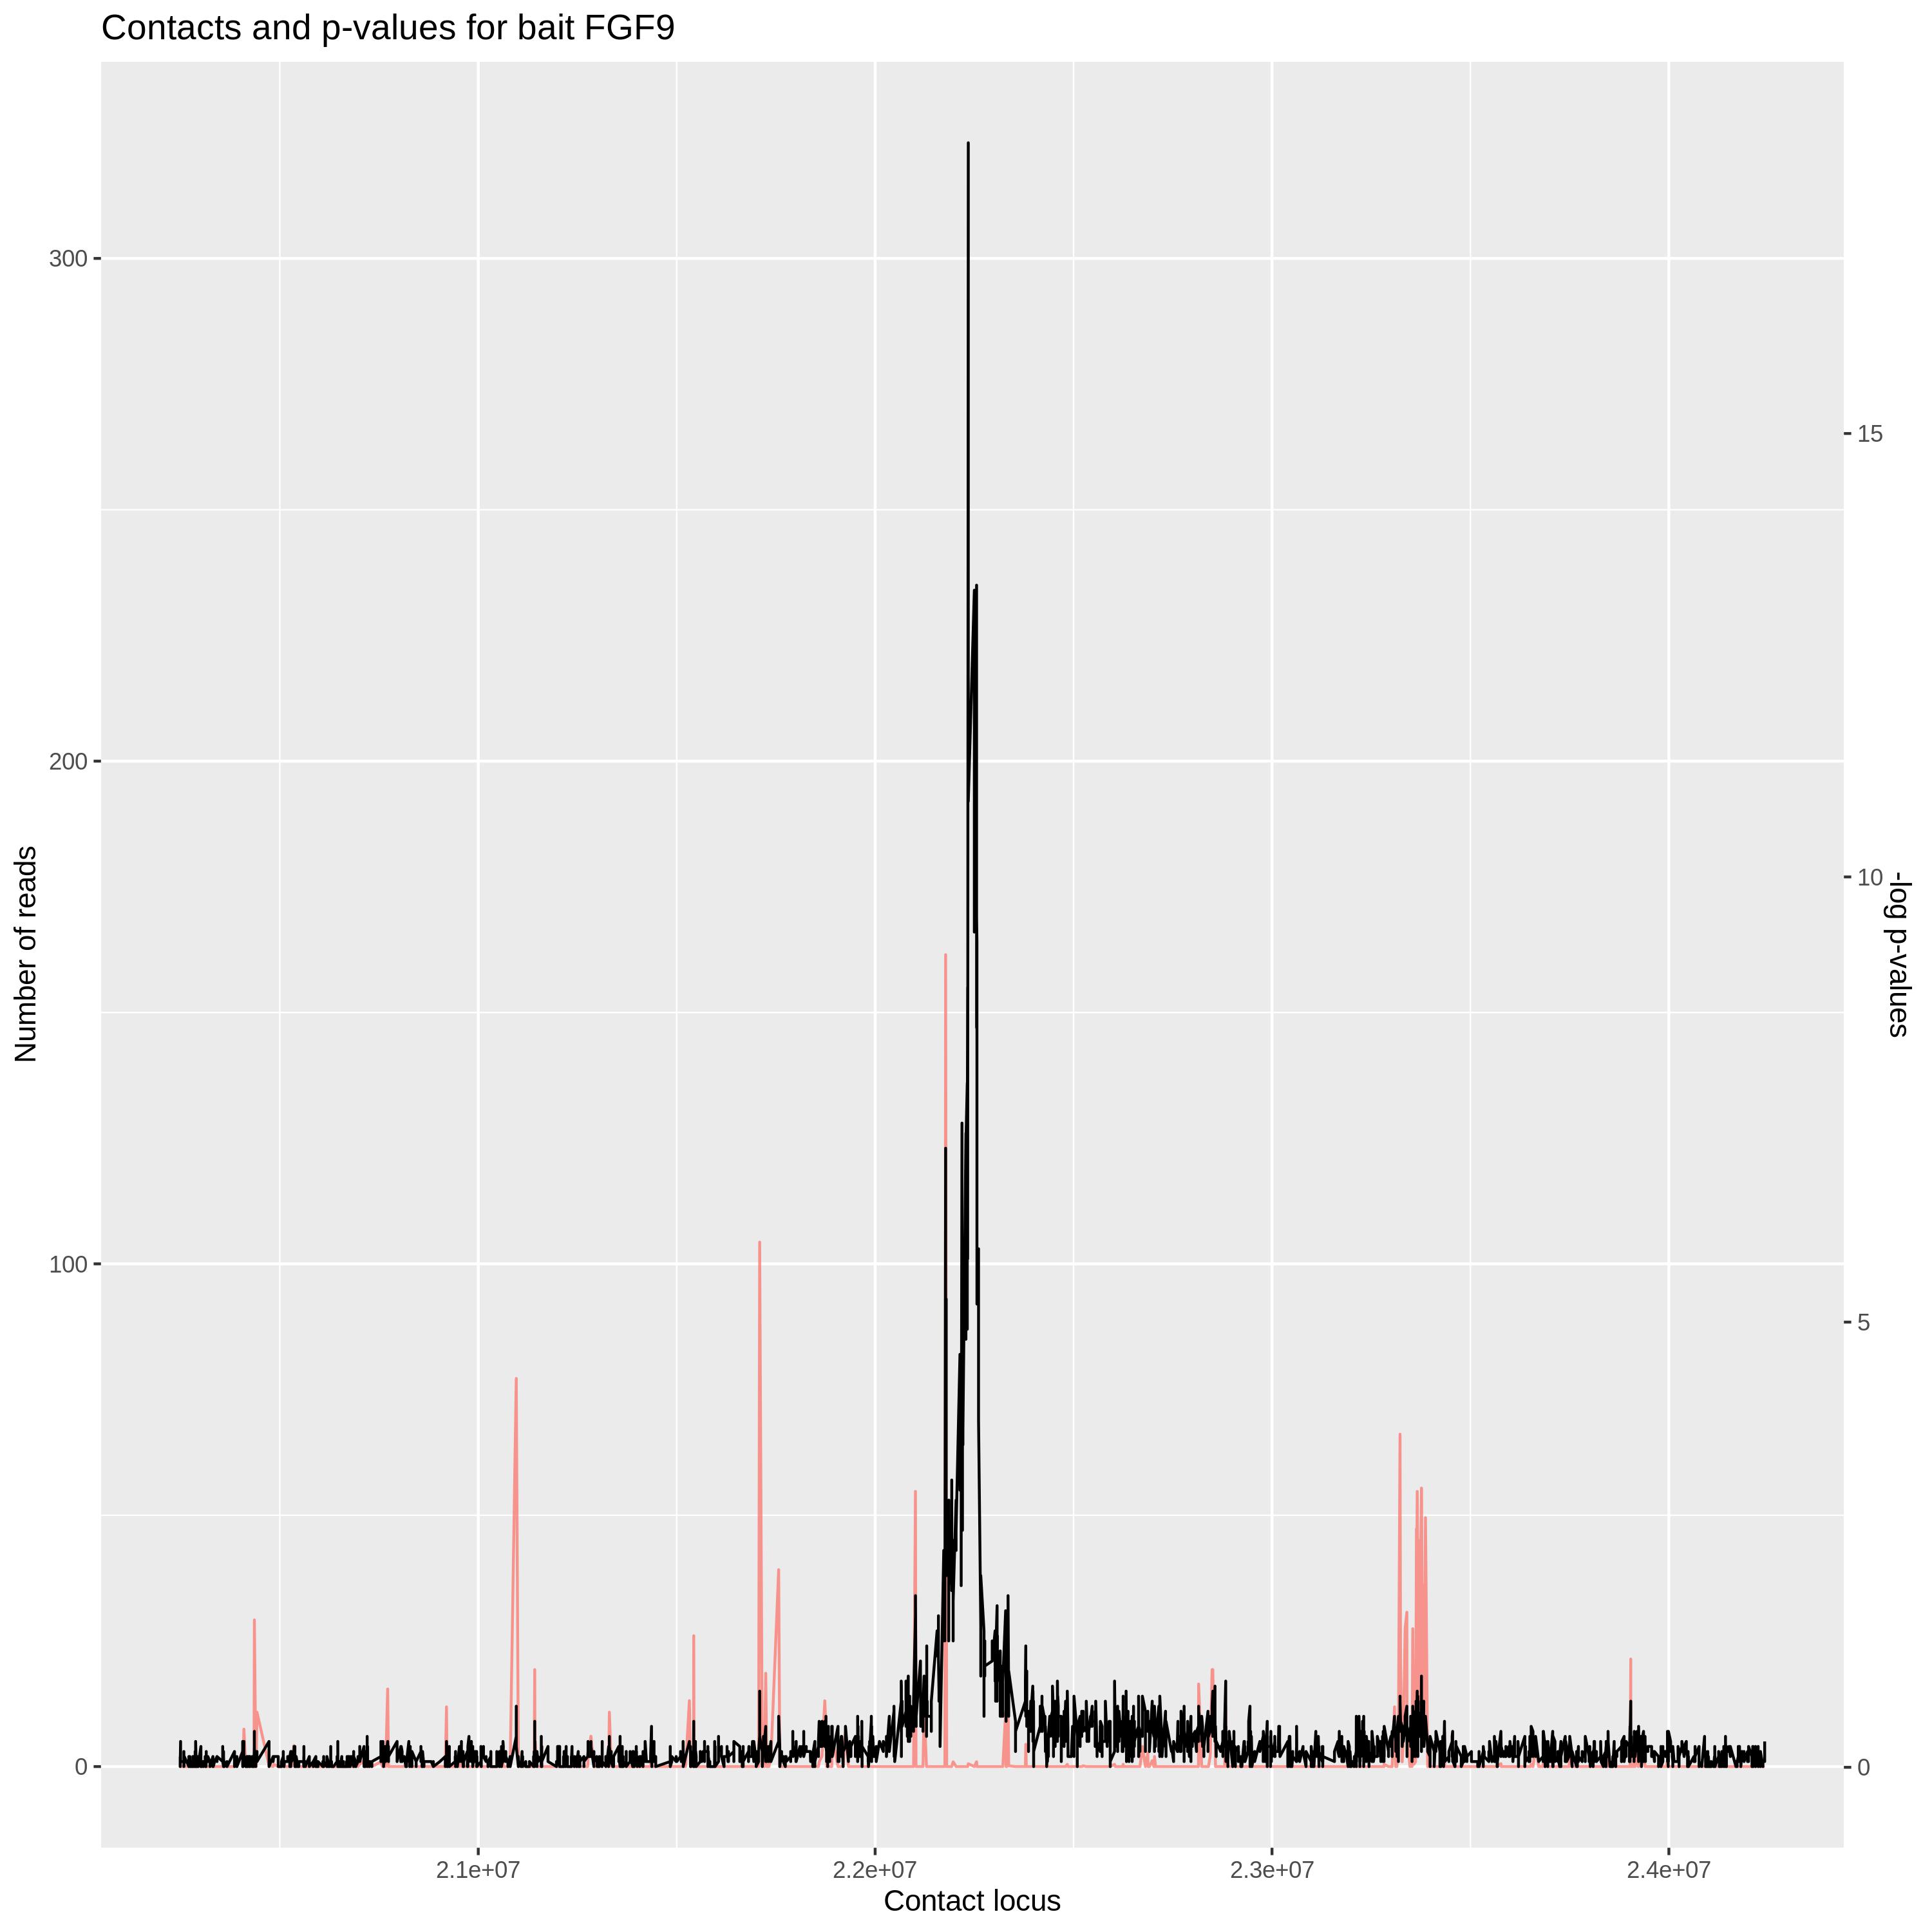 Contacts and p-values for bait FGF9
300
200
100
0
Number of reads
15
10
5
0
-log p-values
2.1e+07
2.2e+07
2.3e+07
2.4e+07
Contact locus